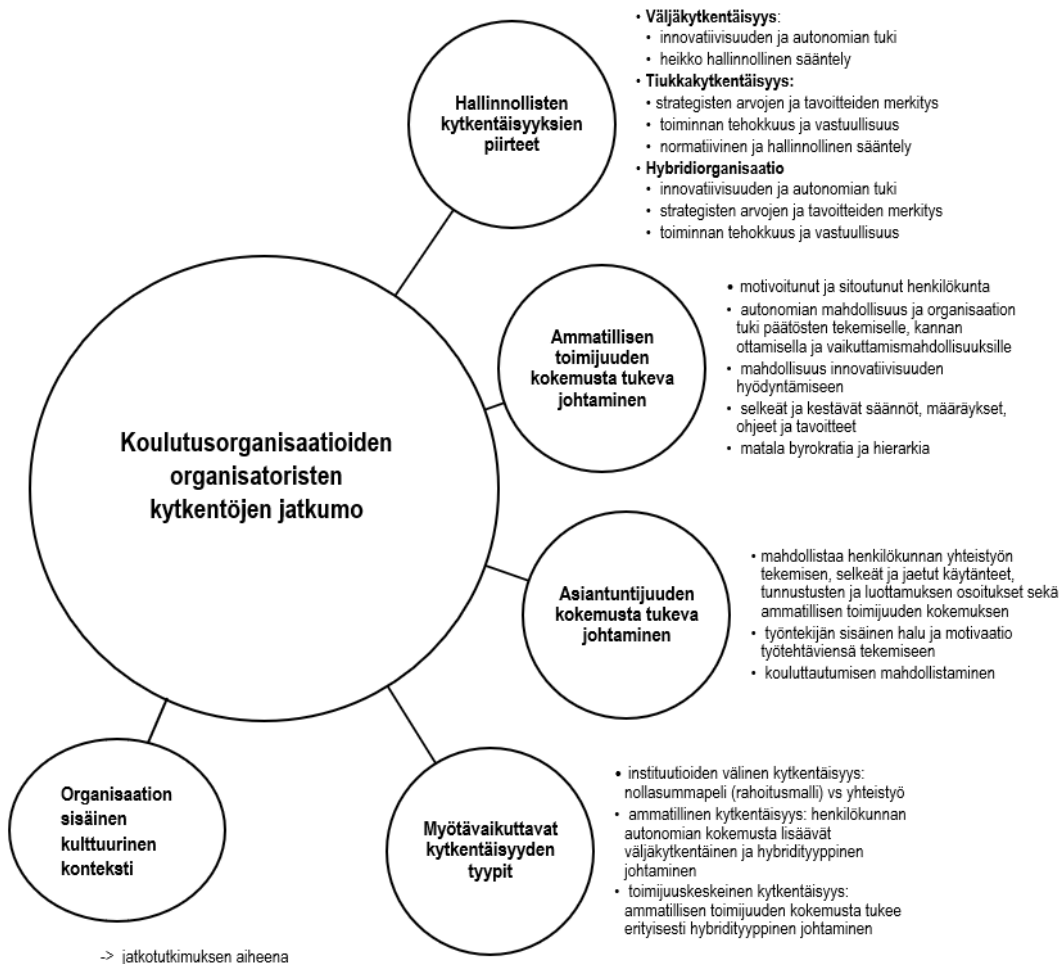 Koulutusorganisaatioiden
organisatoristen
kytkentöjen jatkumo
Hallinnollisten
kytkentäisyyksien
piirteet
• Väljäkytkentäisyys:
• innovatiivisuuden ja autonomian tuki
• heikko hallinnollinen sääntely
• Tiukkakytkentäisyys:
• strategisten arvojen ja tavoitteiden merkitys
• toiminnan tehokkuus ja vastuullisuus
• normatiivinen ja hallinnollinen sääntely
• Hybridiorganisaatio
• innovatiivisuuden ja autonomian tuki
• strategisten arvojen ja tavoitteiden merkitys
• toiminnan tehokkuus ja vastuullisuus
Ammatillisen
toimijuuden
kokemusta tukeva
johtaminen
• motivoitunut ja sitoutunut henkilökunta
• autonomian mahdollisuus ja organisaation
tuki päätösten tekemiselle, kannan
ottamisella ja vaikuttamismahdollisuuksille
• mahdollisuus innovatiivisuuden
hyödyntämiseen
• selkeät ja kestävät säännöt, määräykset,
ohjeet ja tavoitteet
• matala byrokratia ja hierarkia
Asiantuntijuuden
kokemusta tukeva
johtaminen
• mahdollistaa henkilökunnan yhteistyön
tekemisen, selkeät ja jaetut käytänteet,
tunnustusten ja luottamuksen osoitukset sekä
ammatillisen toimijuuden kokemuksen
• työntekijän sisäinen halu ja motivaatio
työtehtäviensä tekemiseen
• kouluttautumisen mahdollistaminen
Myötävaikuttavat
kytkentäisyyden
tyypit
• instituutioiden välinen kytkentäisyys:
nollasummapeli (rahoitusmalli) vs yhteistyö
• ammatillinen kytkentäisyys: henkilökunnan
autonomian kokemusta lisäävät
väljäkytkentäinen ja hybridityyppinen
johtaminen
• toimijuuskeskeinen kytkentäisyys:
ammatillisen toimijuuden kokemusta tukee
erityisesti hybridityyppinen johtaminen
Organisaation
sisäinen
kulttuurinen
konteksti
-> jatkotutkimuksen aiheena